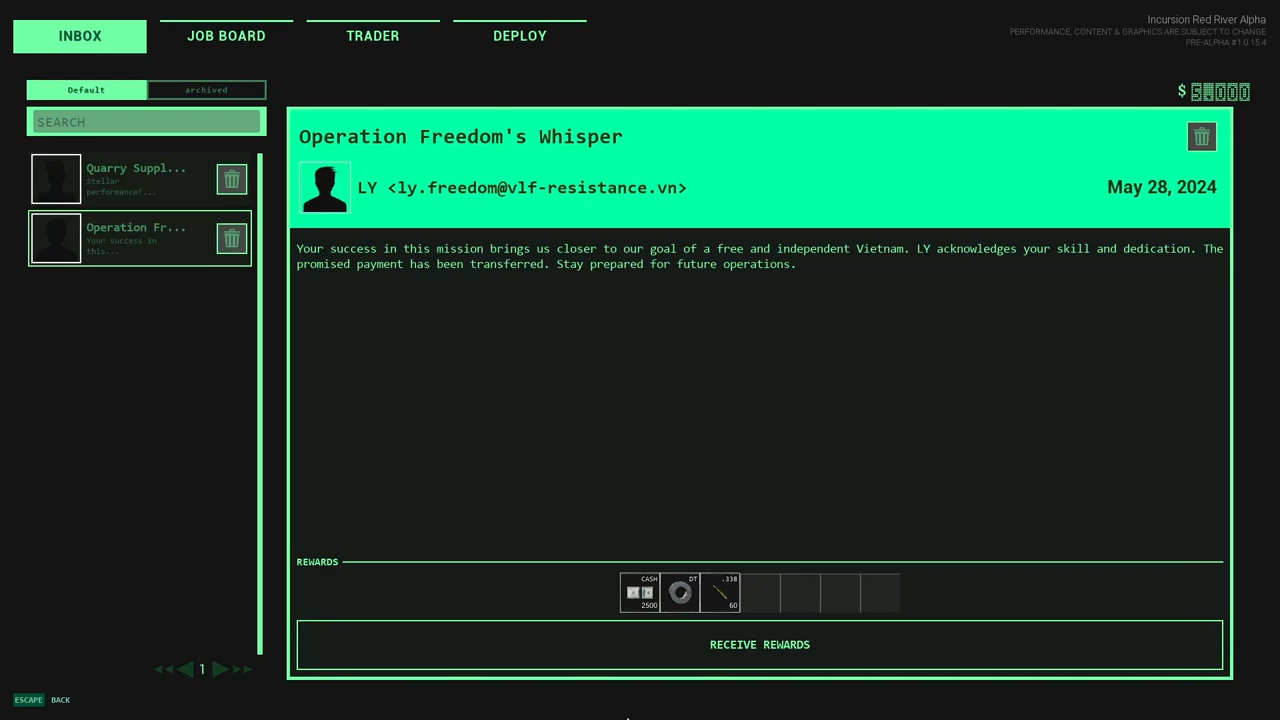 INBOX
JOB BOARD
TRADER
DEPLOY
Incursion Red River Alpha
PERFORMANCE, CONTENT & GRAPHICS ARE SUBJECT TO CHANGE
PRE-ALPHA #1.0.15.4
Default
archived
$
SEARCH
Quarry Suppl...
Stellar
performance!...
Operation Fr...
Your success in
this...
Operation Freedom's Whisper
LY <ly.freedom@vlf-resistance.vn>
May 28, 2024
Your success in this mission brings us closer to our goal of a free and independent Vietnam. LY acknowledges your skill and dedication. The
promised payment has been transferred. Stay prepared for future operations.
REWARDS
CASH
2500
DT
.338
60
RECEIVE REWARDS
1
ESCAPE BACK